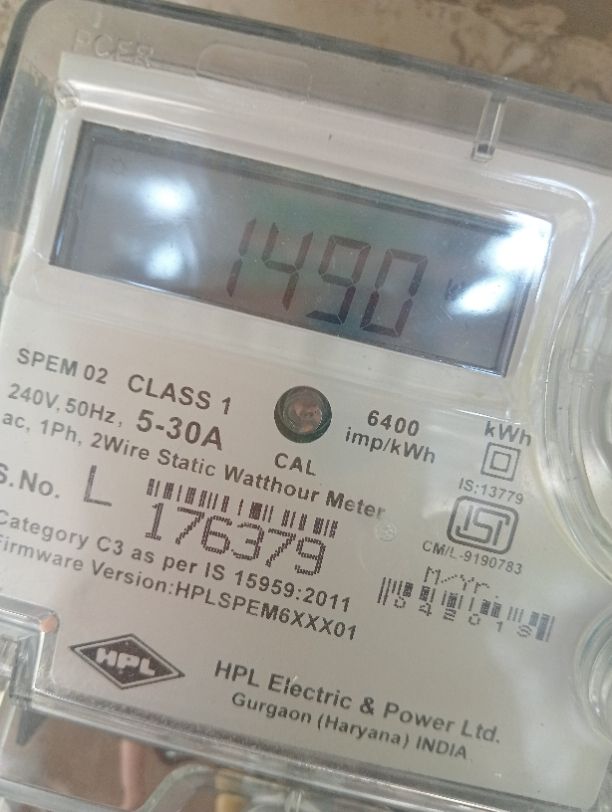 1490
SPEM 02 CLASS 1
240V, 50Hz, 5-30A
6400
imp/kWh
kWh
ac, 1Ph, 2Wire Static Watthour Meter
CAL
IS:13779
S.No. L
176379
CM/L-9190783
M/Yr.
Category C3 as per IS 15959:2011
Firmware Version:HPLSPEM6XXX01
HPL
HPL Electric & Power Ltd.
Gurgaon (Haryana) INDIA